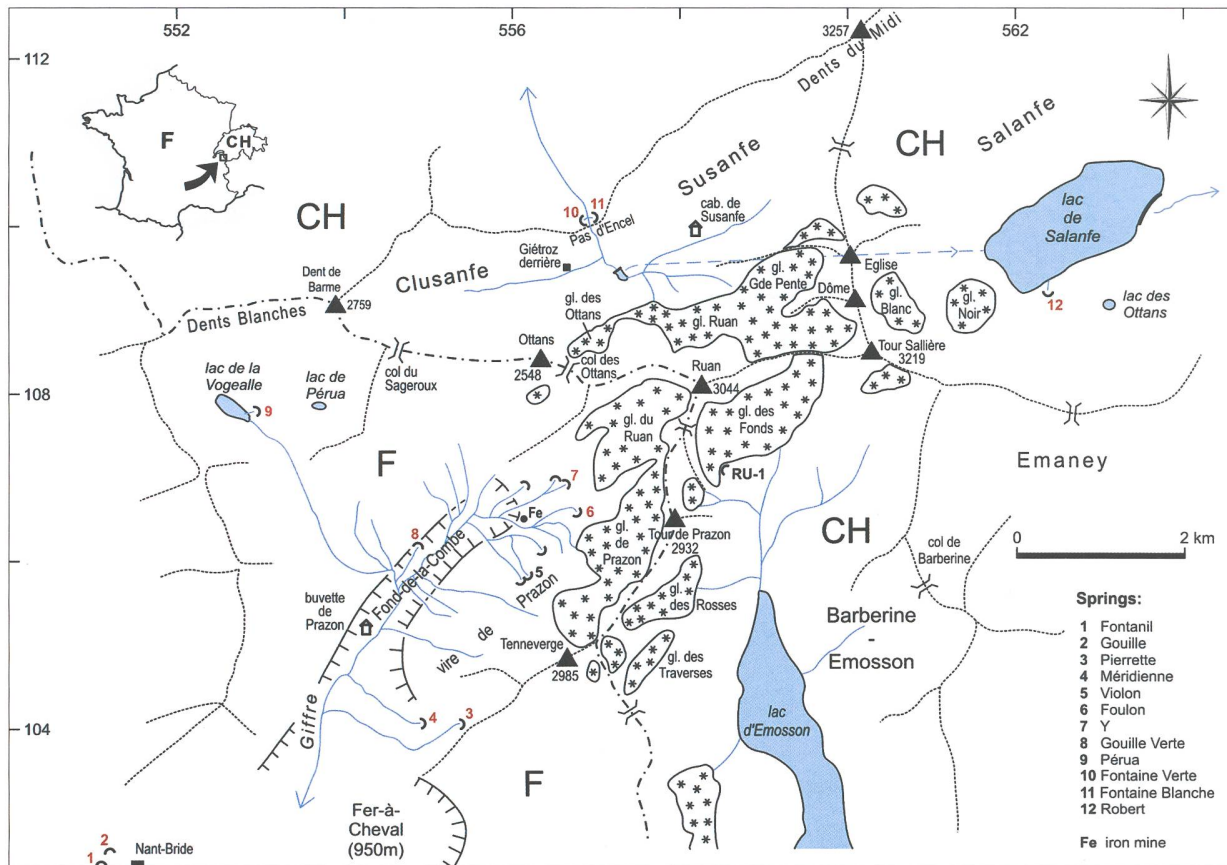 552
556
562
112
108
104
3257
Dents du Midi
F
CH
CH
CH
Salanfe
Susanfe
lac
de
Salanfe
10
11
Pas d'Encel
cab. de
Susanfe
Giétroz
derrière
Clusanfe
Eglise
gl.
Gde Pente
Dôme
gl.
Blanc
gl.
Noir
12
lac des
Ottans
Dent de
Barme
2759
Dents Blanches
gl. des
Ottans
gl. Ruan
Tour Sallière
3219
Ottans
2548
col des
Ottans
Ruan
3044
col du
Sageroux
lac de la
Vogealle
lac de
Pérua
9
gl. du
Ruan
gl. des
Fonds
RU-1
Emaney
F
7
Fe
6
8
Fond-de-la-Combe
gl.
de
Prazon
Tour de Prazon
2932
CH
col de
Barberine
0
2 km
5
Prazon
buvette
de
Prazon
vire de
gl.
des Rosses
Barberine
-
Emosson
Tenneverge
2985
gl. des
Traverses
Giffre
4
3
lac
d'Emosson
F
Fer-à-
Cheval
(950m)
2
1
Nant-Bride
Springs:
1 Fontanil
2 Gouille
3 Pierrette
4 Méridienne
5 Violon
6 Foulon
7 Y
8 Gouille Verte
9 Pérua
10 Fontaine Verte
11 Fontaine Blanche
12 Robert
Fe iron mine